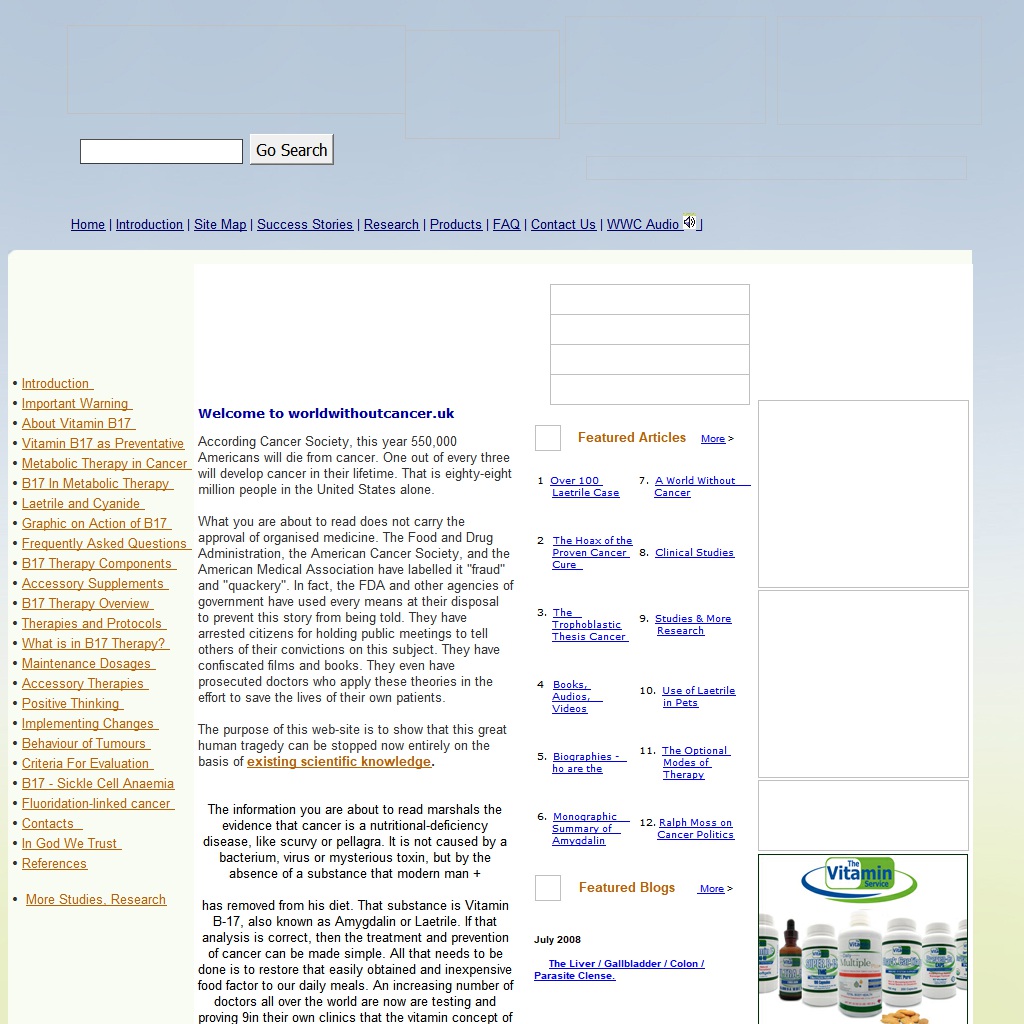 Go Search
Home | Introduction | Site Map | Success Stories | Research | Products | FAQ | Contact Us | WWC Audio |
• Introduction
• Important Warning
• About Vitamin B17
• Vitamin B17 as Preventative
• Metabolic Therapy in Cancer
• B17 In Metabolic Therapy
• Laetrile and Cyanide
• Graphic on Action of B17
• Frequently Asked Questions
• B17 Therapy Components
• Accessory Supplements
• B17 Therapy Overview
• Therapies and Protocols
• What is in B17 Therapy?
• Maintenance Dosages
• Accessory Therapies
• Positive Thinking
• Implementing Changes
• Behaviour of Tumours
• Criteria For Evaluation
• B17 - Sickle Cell Anaemia
• Fluoridation-linked cancer
• Contacts
• In God We Trust
• References
• More Studies, Research
Welcome to worldwithoutcancer.uk
According Cancer Society, this year 550,000
Americans will die from cancer. One out of every three
will develop cancer in their lifetime. That is eighty-eight
million people in the United States alone.
What you are about to read does not carry the
approval of organised medicine. The Food and Drug
Administration, the American Cancer Society, and the
American Medical Association have labelled it "fraud"
and "quackery". In fact, the FDA and other agencies of
government have used every means at their disposal
to prevent this story from being told. They have
arrested citizens for holding public meetings to tell
others of their convictions on this subject. They have
confiscated films and books. They even have
prosecuted doctors who apply these theories in the
effort to save the lives of their own patients.
The purpose of this web-site is to show that this great
human tragedy can be stopped now entirely on the
basis of existing scientific knowledge.
The information you are about to read marshals the
evidence that cancer is a nutritional-deficiency
disease, like scurvy or pellagra. It is not caused by a
bacterium, virus or mysterious toxin, but by the
absence of a substance that modern man +
has removed from his diet. That substance is Vitamin
B-17, also known as Amygdalin or Laetrile. If that
analysis is correct, then the treatment and prevention
of cancer can be made simple. All that needs to be
done is to restore that easily obtained and inexpensive
food factor to our daily meals. An increasing number of
doctors all over the world are now are testing and
proving 9in their own clinics that the vitamin concept of
Featured Articles More >
1 Over 100
Laetrile Case
2 The Hoax of the
Proven Cancer
Cure
3. The
Trophoblastic
Thesis Cancer
4 Books,
Audios,
Videos
5. Biographies -
ho are the
6. Monographic
Summary of
Amygdalin
7. A World Without
Cancer
8. Clinical Studies
9. Studies & More
Research
10. Use of Laetrile
in Pets
11. The Optional
Modes of
Therapy
12. Ralph Moss on
Cancer Politics
Featured Blogs More >
July 2008
The Liver / Gallbladder / Colon /
Parasite Clense.
The
Vitamin
Service